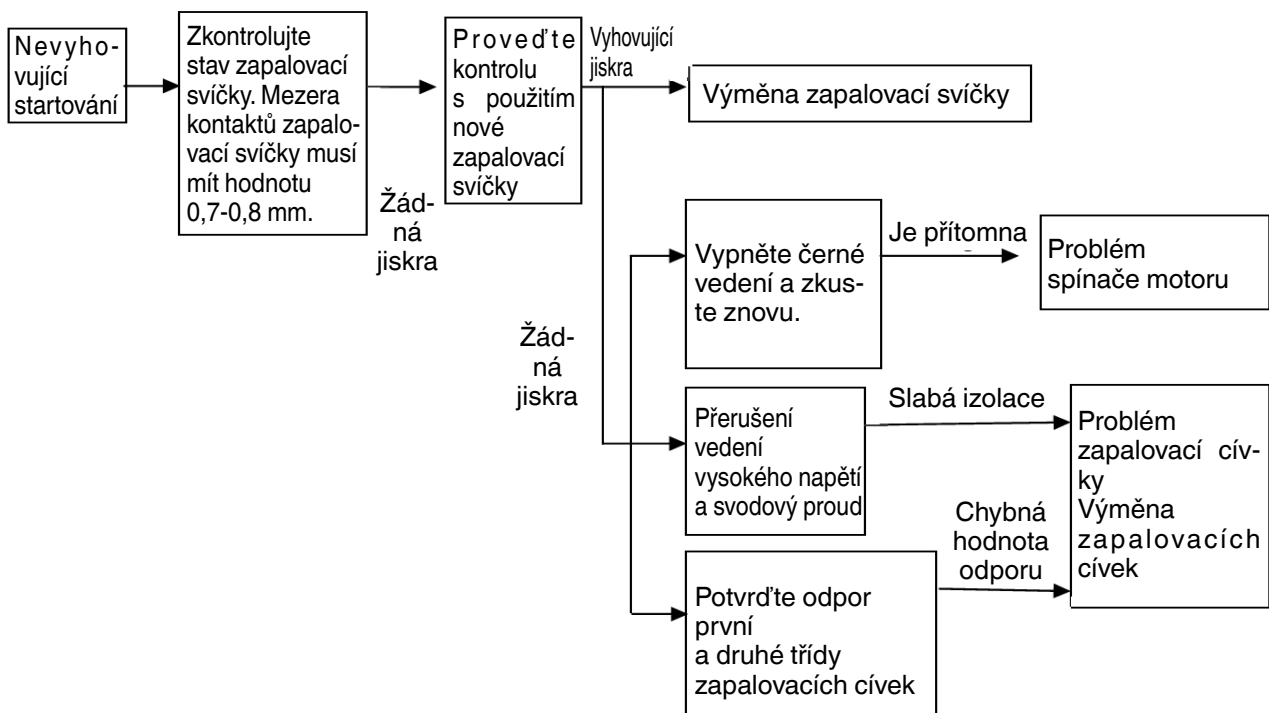 Nevyho-
vující
startování
Zkontrolujte
stav zapalovací
svíčky. Mezera
kontaktů zapalo-
vací svíčky musí
mít hodnotu
0,7-0,8 mm.
Žád-
ná
jiskra
Proveďte
kontrolu
s použitím
nové
zapalovací
svíčky
Vyhovující
jiskra
Výměna zapalovací svíčky
Žád-
ná
jiskra
Vypněte černé
vedení a zkus-
te znovu.
Je přítomna
Problém
spínače motoru
Přerušení
vedení
vysokého napětí
a svodový proud
Slabá izolace
Problém
zapalovací cív-
ky
Výměna
zapalovacích
cívek
Potvrďte odpor
první
a druhé třídy
zapalovacích cívek
Chybná
hodnota
odporu